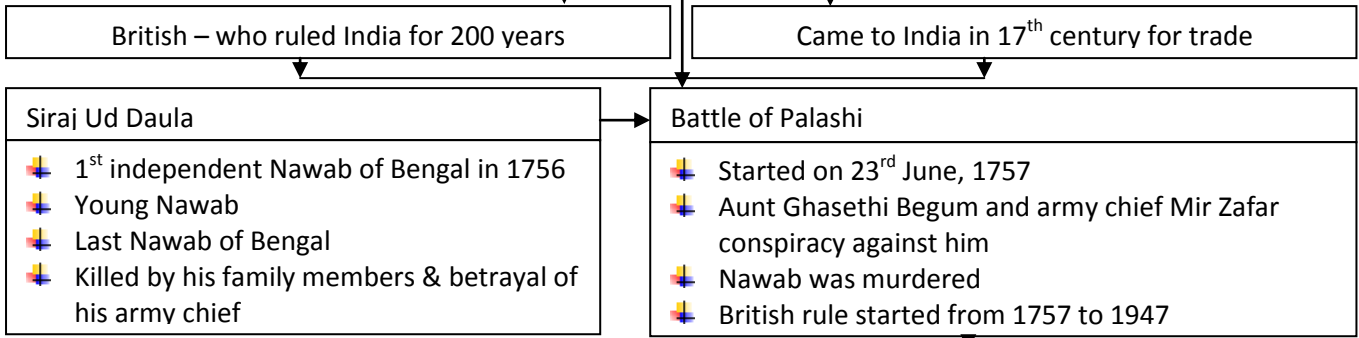 British – who ruled India for 200 years
Came to India in 17th century for trade
Siraj Ud Daula
1st independent Nawab of Bengal in 1756
Young Nawab
Last Nawab of Bengal
Killed by his family members & betrayal of
his army chief
Battle of Palashi
Started on 23rd June, 1757
Aunt Ghasethi Begum and army chief Mir Zafar
conspiracy against him
Nawab was murdered
British rule started from 1757 to 1947